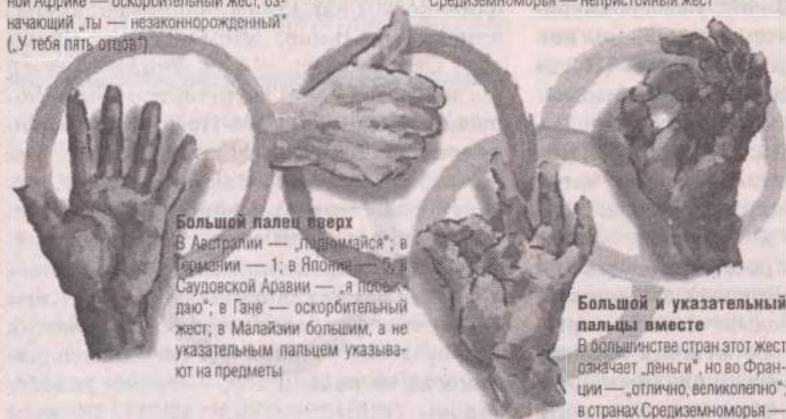 ной Африке — оскорбительный жест, оз-
начающий „ты — незаконнорожденный"
(„У тебя пять отцов")
Средиземноморья — непристойный жест
Большой палец вверх
В Австралии — „поднимайся"; в
Германии — 1; в Японии — 5; в
Саудовской Аравии — „я побеж-
даю"; в Гане — оскорбительный
жест; в Малайзии большим, а не
указательным пальцем указыва-
ют на предметы
Большой и указательный
пальцы вместе
В большинстве стран этот жест
означает „деньги", но во Фран-
ции — „отлично, великолепно";
в странах Средиземноморья —